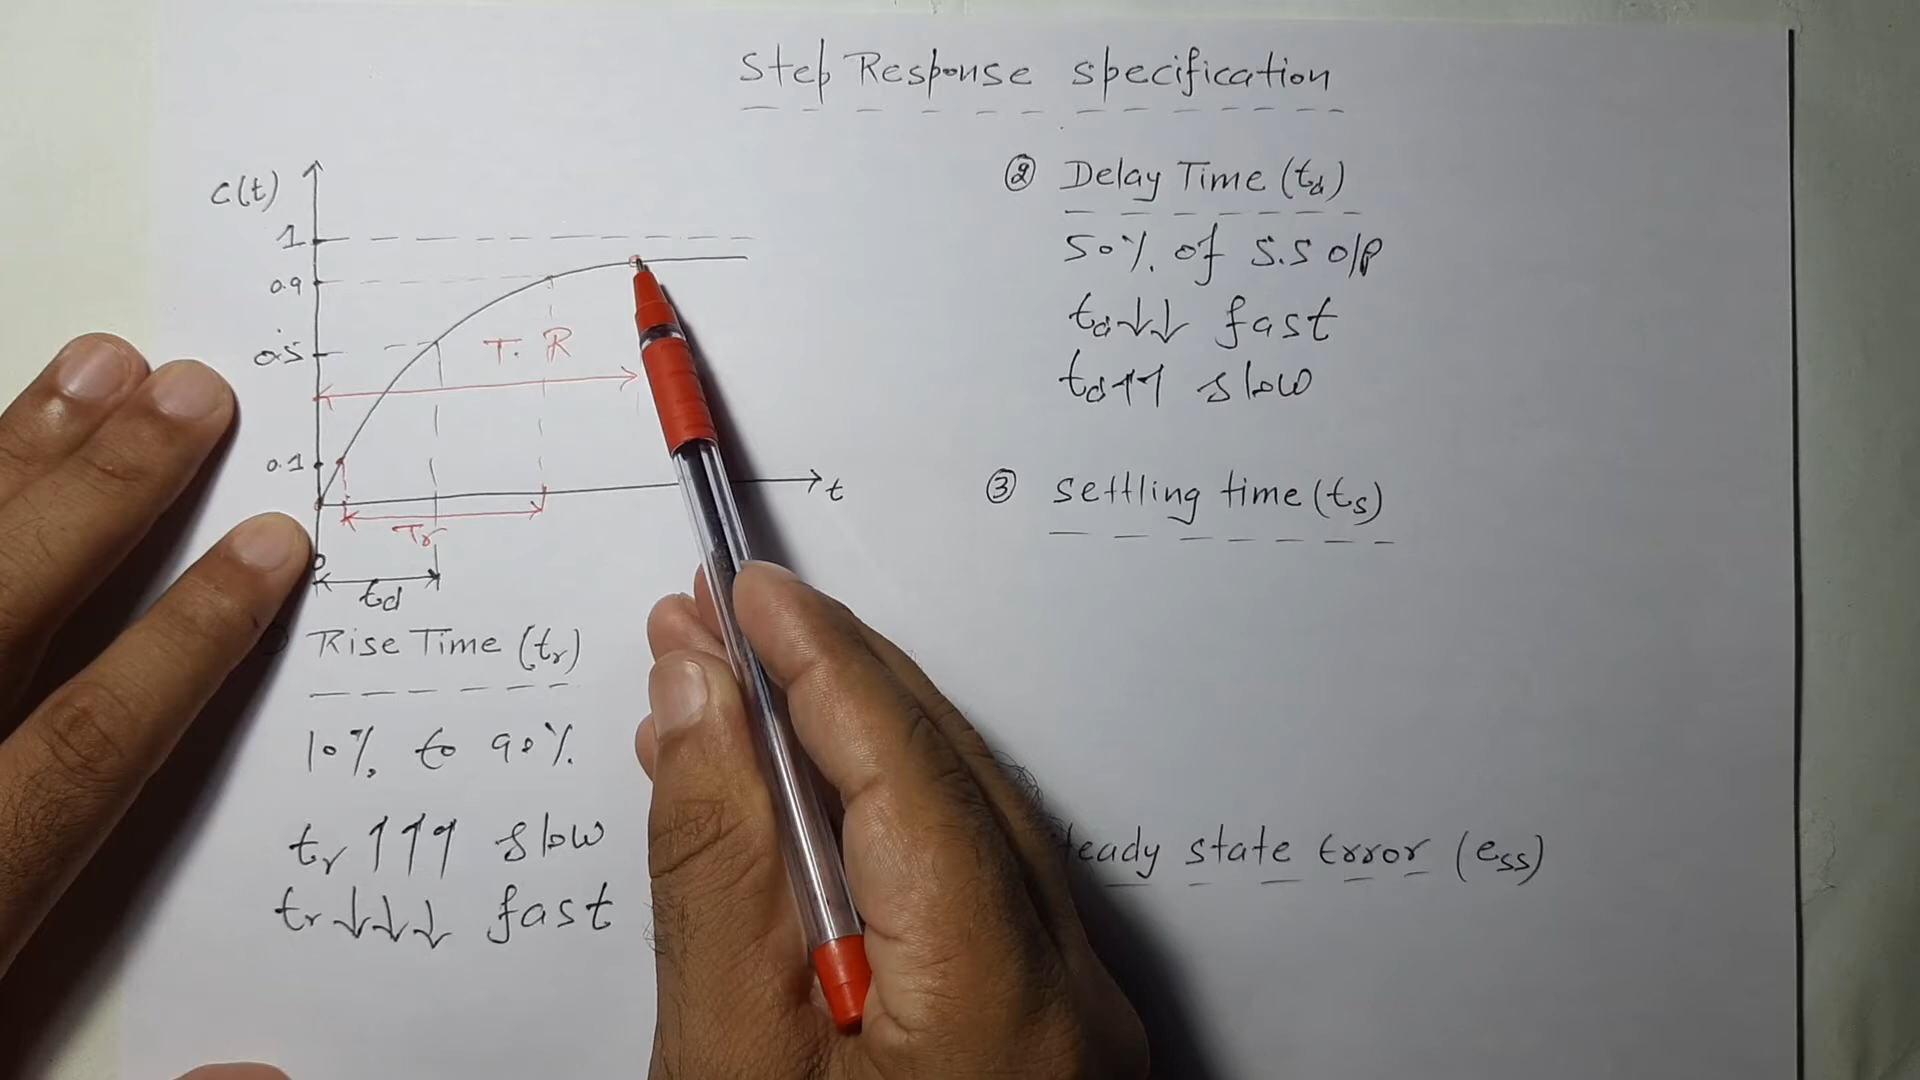 Step Response specification
c(t)
1
0.9
0.5
0.1
T.R
t
Tr
td
Rise Time (tr)
10% to 90%
tr ↑↑↑ slow
tr ↓↓↓ fast
② Delay Time (td)
50% of S.S o/p
td ↓↓ fast
td ↑↑ slow
③ settling time (ts)
state error (ess)